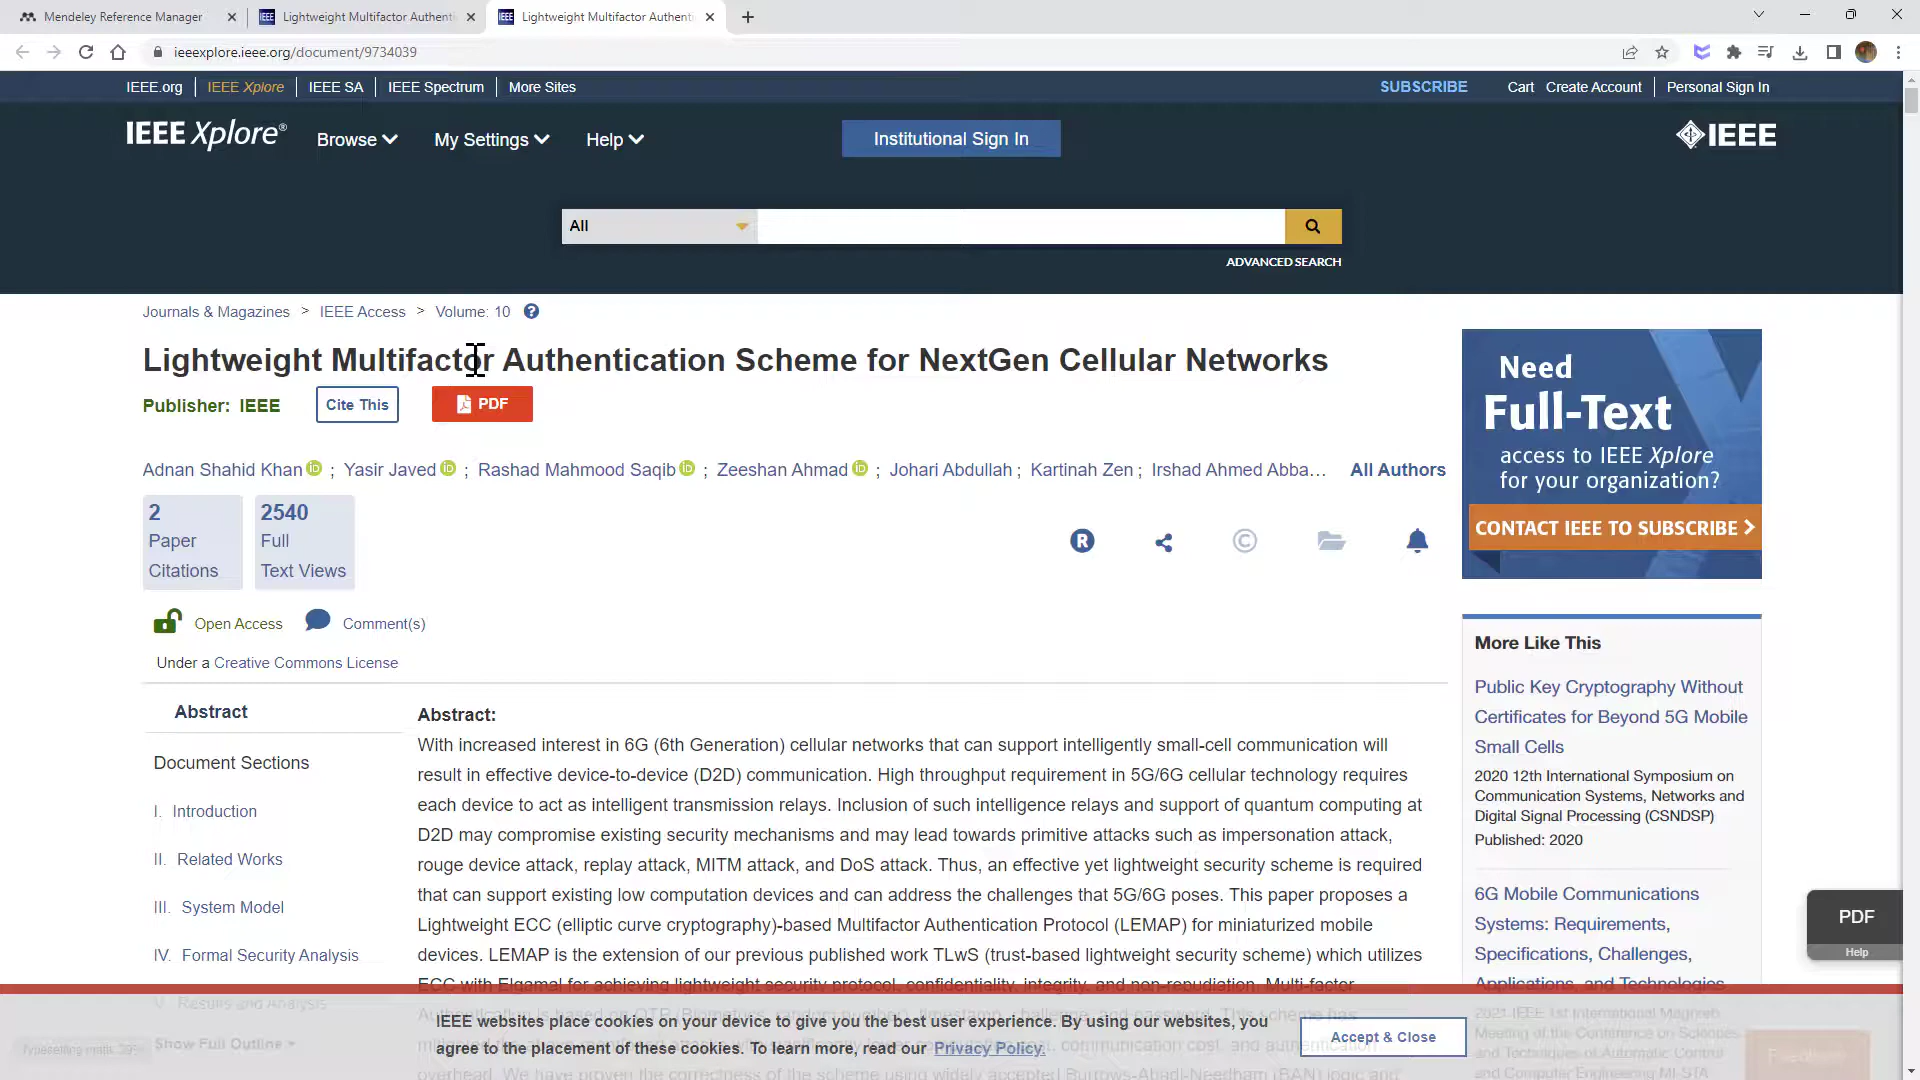 Mendeley Reference Manager
Lightweight Multifactor Authenti
Lightweight Multifactor Authenti
ieeexplore.ieee.org/document/9734039
IEEE.org
IEEE Xplore
IEEE SA
IEEE Spectrum
More Sites
SUBSCRIBE
Cart
Create Account
Personal Sign In
IEEE Xplore®
Browse
My Settings
Help
Institutional Sign In
IEEE
All
ADVANCED SEARCH
Journals & Magazines > IEEE Access > Volume: 10 ?
Lightweight Multifactor Authentication Scheme for NextGen Cellular Networks
Publisher: IEEE
Cite This
PDF
Adnan Shahid Khan iD ; Yasir Javed iD ; Rashad Mahmood Saqib iD ; Zeeshan Ahmad iD ; Johari Abdullah ; Kartinah Zen ; Irshad Ahmed Abba...
All Authors
2
Paper
Citations
2540
Full
Text Views
R
©
Open Access
Comment(s)
Under a Creative Commons License
Need
Full-Text
access to IEEE Xplore
for your organization?
CONTACT IEEE TO SUBSCRIBE >
Abstract
Document Sections
I. Introduction
II. Related Works
III. System Model
IV. Formal Security Analysis
V. Results and Analysis
Show Full Outline
Abstract:
With increased interest in 6G (6th Generation) cellular networks that can support intelligently small-cell communication will
result in effective device-to-device (D2D) communication. High throughput requirement in 5G/6G cellular technology requires
each device to act as intelligent transmission relays. Inclusion of such intelligence relays and support of quantum computing at
D2D may compromise existing security mechanisms and may lead towards primitive attacks such as impersonation attack,
rouge device attack, replay attack, MITM attack, and DoS attack. Thus, an effective yet lightweight security scheme is required
that can support existing low computation devices and can address the challenges that 5G/6G poses. This paper proposes a
Lightweight ECC (elliptic curve cryptography)-based Multifactor Authentication Protocol (LEMAP) for miniaturized mobile
devices. LEMAP is the extension of our previous published work TLwS (trust-based lightweight security scheme) which utilizes
ECC with Elgamal for achieving lightweight security protocol, confidentiality, integrity, and non-repudiation. Multi-factor
overhead. We have proven the correctness of the scheme using widely accepted Burrows-Abadi-Needham (BAN) logic and
More Like This
Public Key Cryptography Without
Certificates for Beyond 5G Mobile
Small Cells
2020 12th International Symposium on
Communication Systems, Networks and
Digital Signal Processing (CSNDSP)
Published: 2020
6G Mobile Communications
Systems: Requirements,
Specifications, Challenges,
Applications, and Technologies
2021 IEEE 1st International Maghreb
Meeting of the Conference on Sciences
and Techniques of Automatic Control
and Computer Engineering MI-STA
PDF
Help
IEEE websites place cookies on your device to give you the best user experience. By using our websites, you
agree to the placement of these cookies. To learn more, read our Privacy Policy.
Accept & Close
Feedback